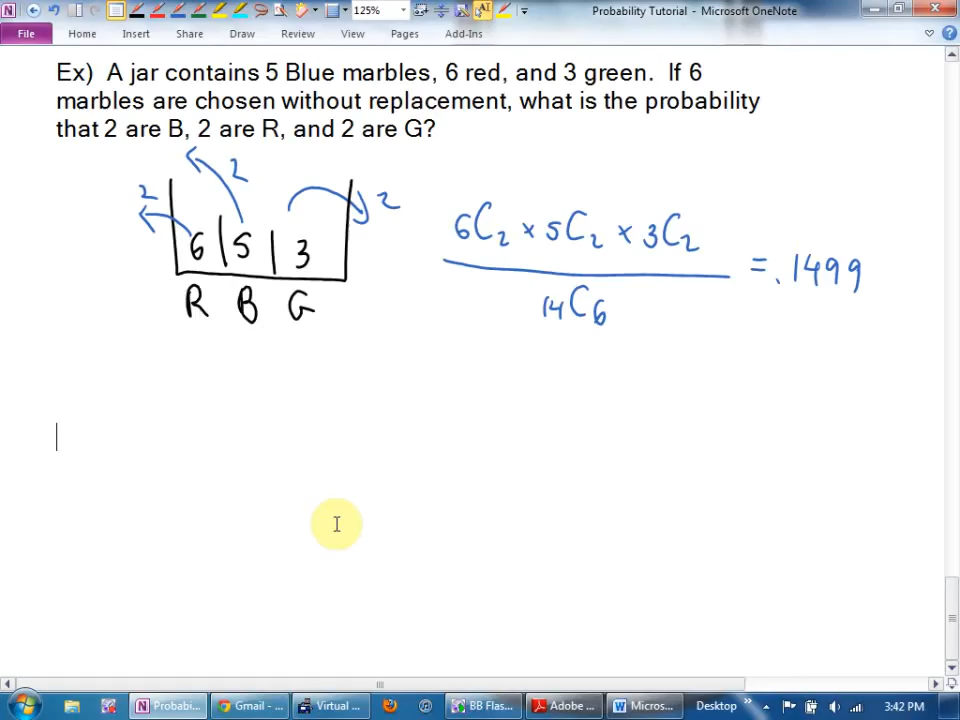 125%
Probability Tutorial - Microsoft OneNote
File Home Insert Share Draw Review View Pages Add-Ins
Ex) A jar contains 5 Blue marbles, 6 red, and 3 green. If 6
marbles are chosen without replacement, what is the probability
that 2 are B, 2 are R, and 2 are G?
2 2 2
6 5 3
R B G
6C2 × 5C2 × 3C2
14C6
= .1499
Probabi... Gmail - ... Virtual ... BB Flas... Adobe ... Micros... Desktop 3:42 PM